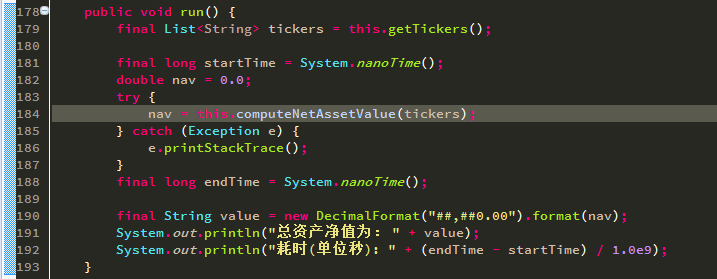 178 public void run() {
179 final List<String> tickers = this.getTickers();
180
181 final long startTime = System.nanoTime();
182 double nav = 0.0;
183 try {
184 nav = this.computeNetAssetValue(tickers);
185 } catch (Exception e) {
186 e.printStackTrace();
187 }
188 final long endTime = System.nanoTime();
189
190 final String value = new DecimalFormat("##,##0.00").format(nav);
191 System.out.println("总资产净值为：" + value);
192 System.out.println("耗时(单位秒)：" + (endTime - startTime) / 1.0e9);
193 }